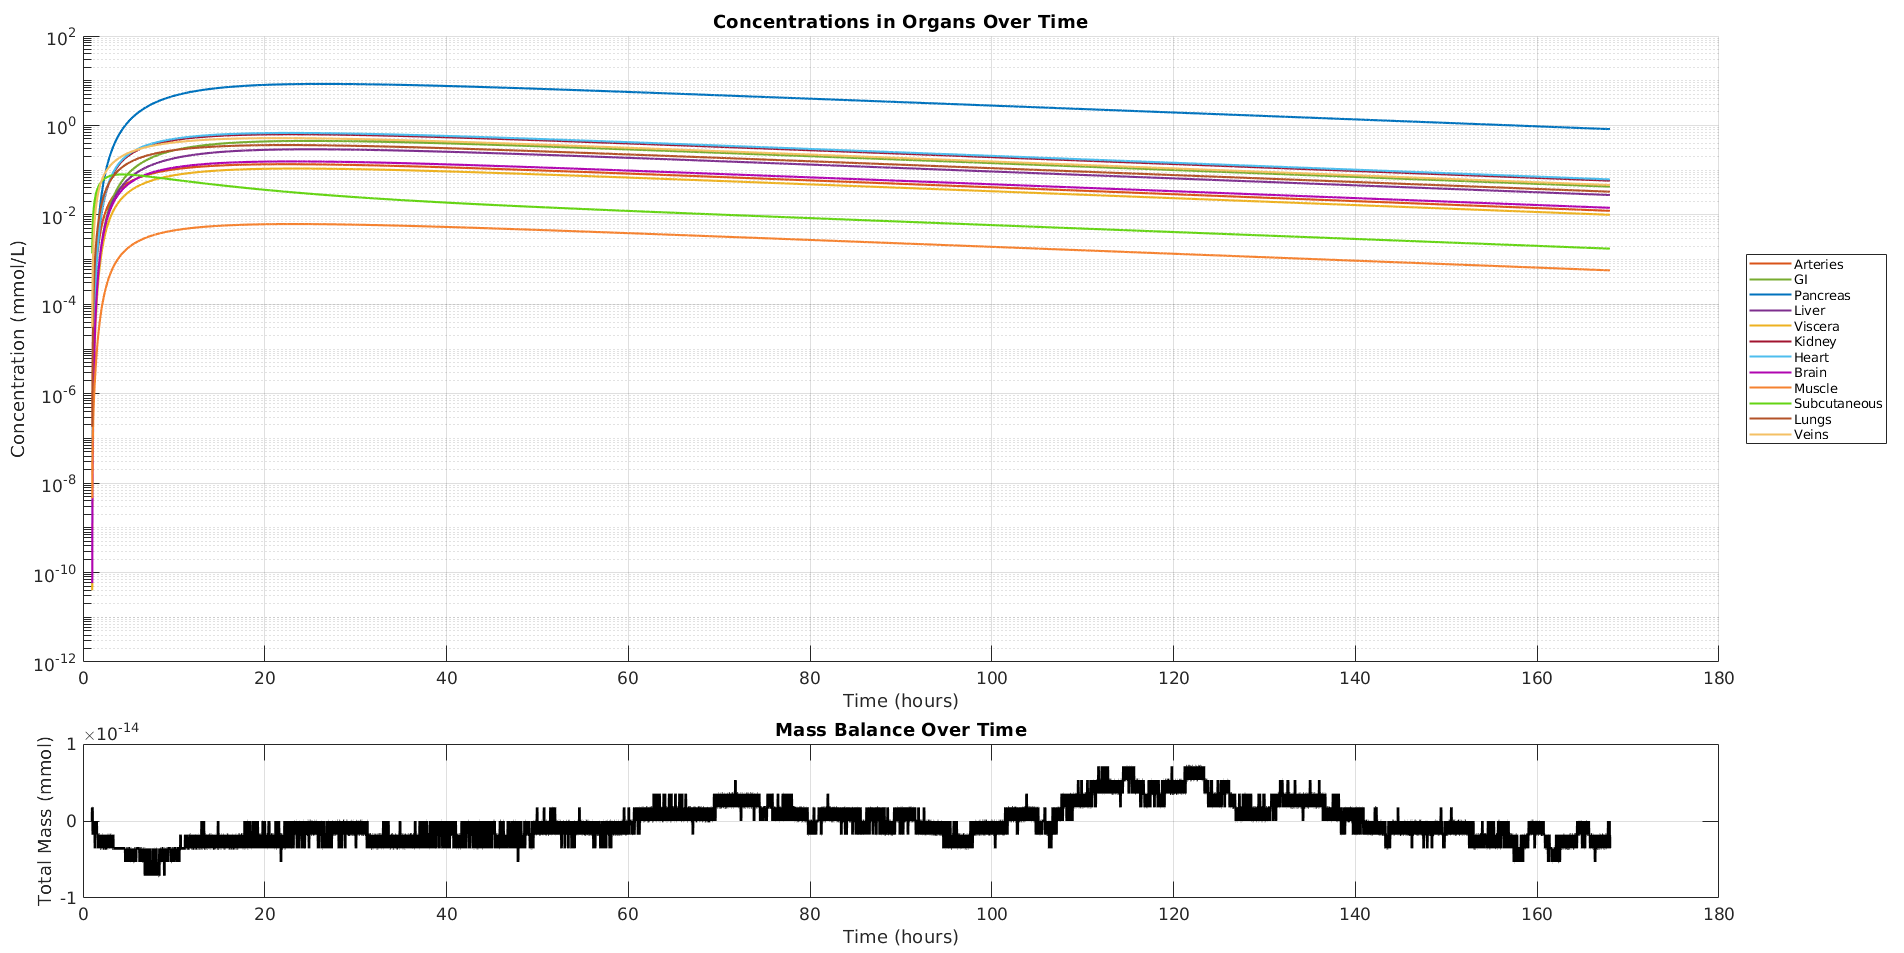 Concentrations in Organs Over Time
Concentration (mmol/L)
10^2
10^0
10^-2
10^-4
10^-6
10^-8
10^-10
10^-12
0 20 40 60 80 100 120 140 160 180
Time (hours)
Arteries
GI
Pancreas
Liver
Viscera
Kidney
Heart
Brain
Muscle
Subcutaneous
Lungs
Veins
Mass Balance Over Time
×10^-14
Total Mass (mmol)
1
0
-1
0 20 40 60 80 100 120 140 160 180
Time (hours)